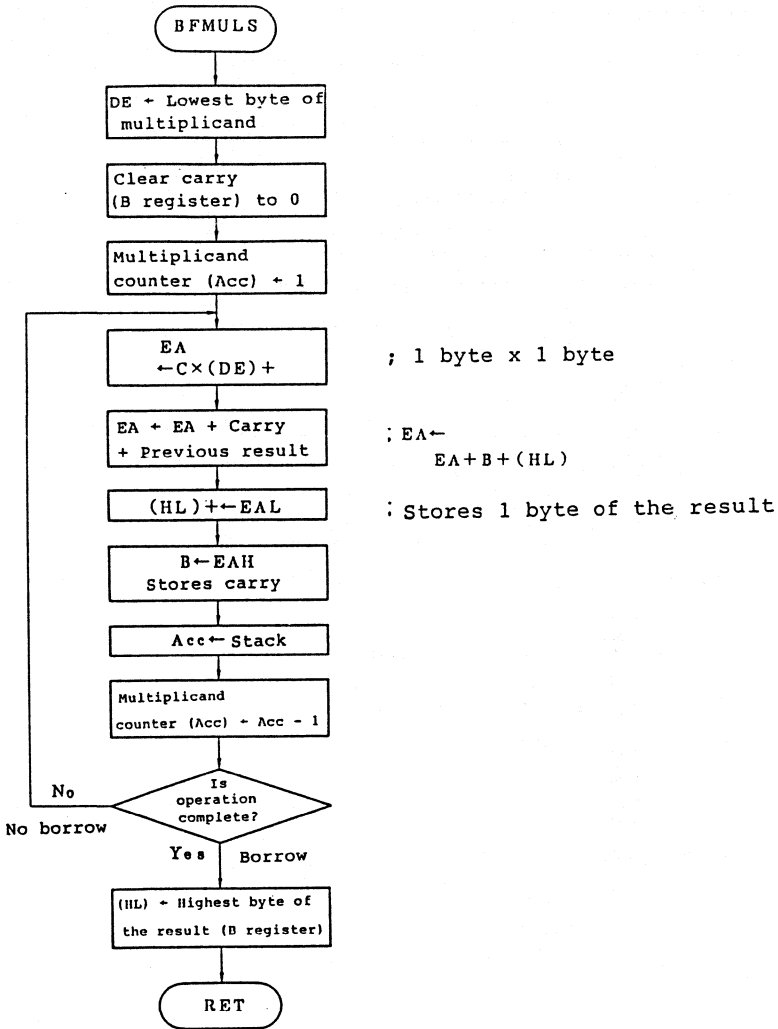 BFMULS
DE ← Lowest byte of
multiplicand
Clear carry
(B register) to 0
Multiplicand
counter (Acc) ← 1
EA
←C×(DE)+
; 1 byte x 1 byte
EA ← EA + Carry
+ Previous result
; EA←
EA+B+(HL)
(HL)+←EAL
; Stores 1 byte of the result
B←EAH
Stores carry
Acc← Stack
Multiplicand
counter (Acc) ← Acc - 1
Is
operation
complete?
No
No borrow
Yes Borrow
(HL) ← Highest byte of
the result (B register)
RET